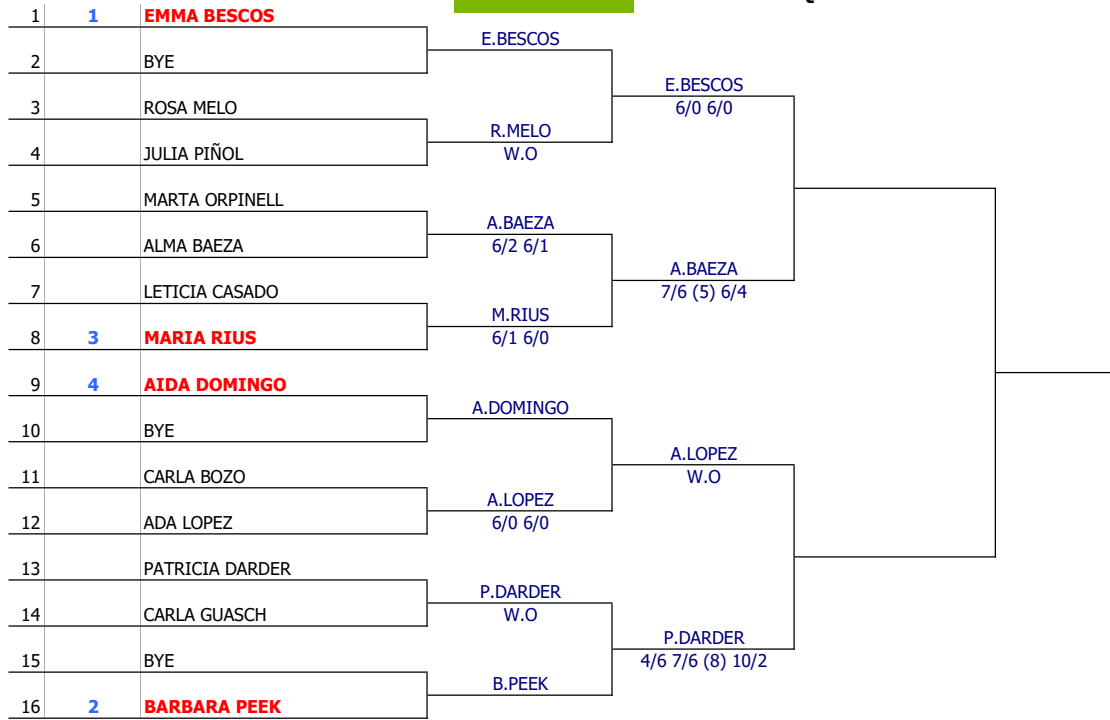 1 1 EMMA BESCOS
E.BESCOS
2 BYE
E.BESCOS
6/0 6/0
3 ROSA MELO
R.MELO
W.O
4 JULIA PIÑOL
5 MARTA ORPINELL
A.BAEZA
6/2 6/1
6 ALMA BAEZA
A.BAEZA
7/6 (5) 6/4
7 LETICIA CASADO
M.RIUS
6/1 6/0
8 3 MARIA RIUS
9 4 AIDA DOMINGO
A.DOMINGO
10 BYE
A.LOPEZ
W.O
11 CARLA BOZO
A.LOPEZ
6/0 6/0
12 ADA LOPEZ
13 PATRICIA DARDER
P.DARDER
W.O
14 CARLA GUASCH
P.DARDER
4/6 7/6 (8) 10/2
15 BYE
B.PEEK
16 2 BARBARA PEEK